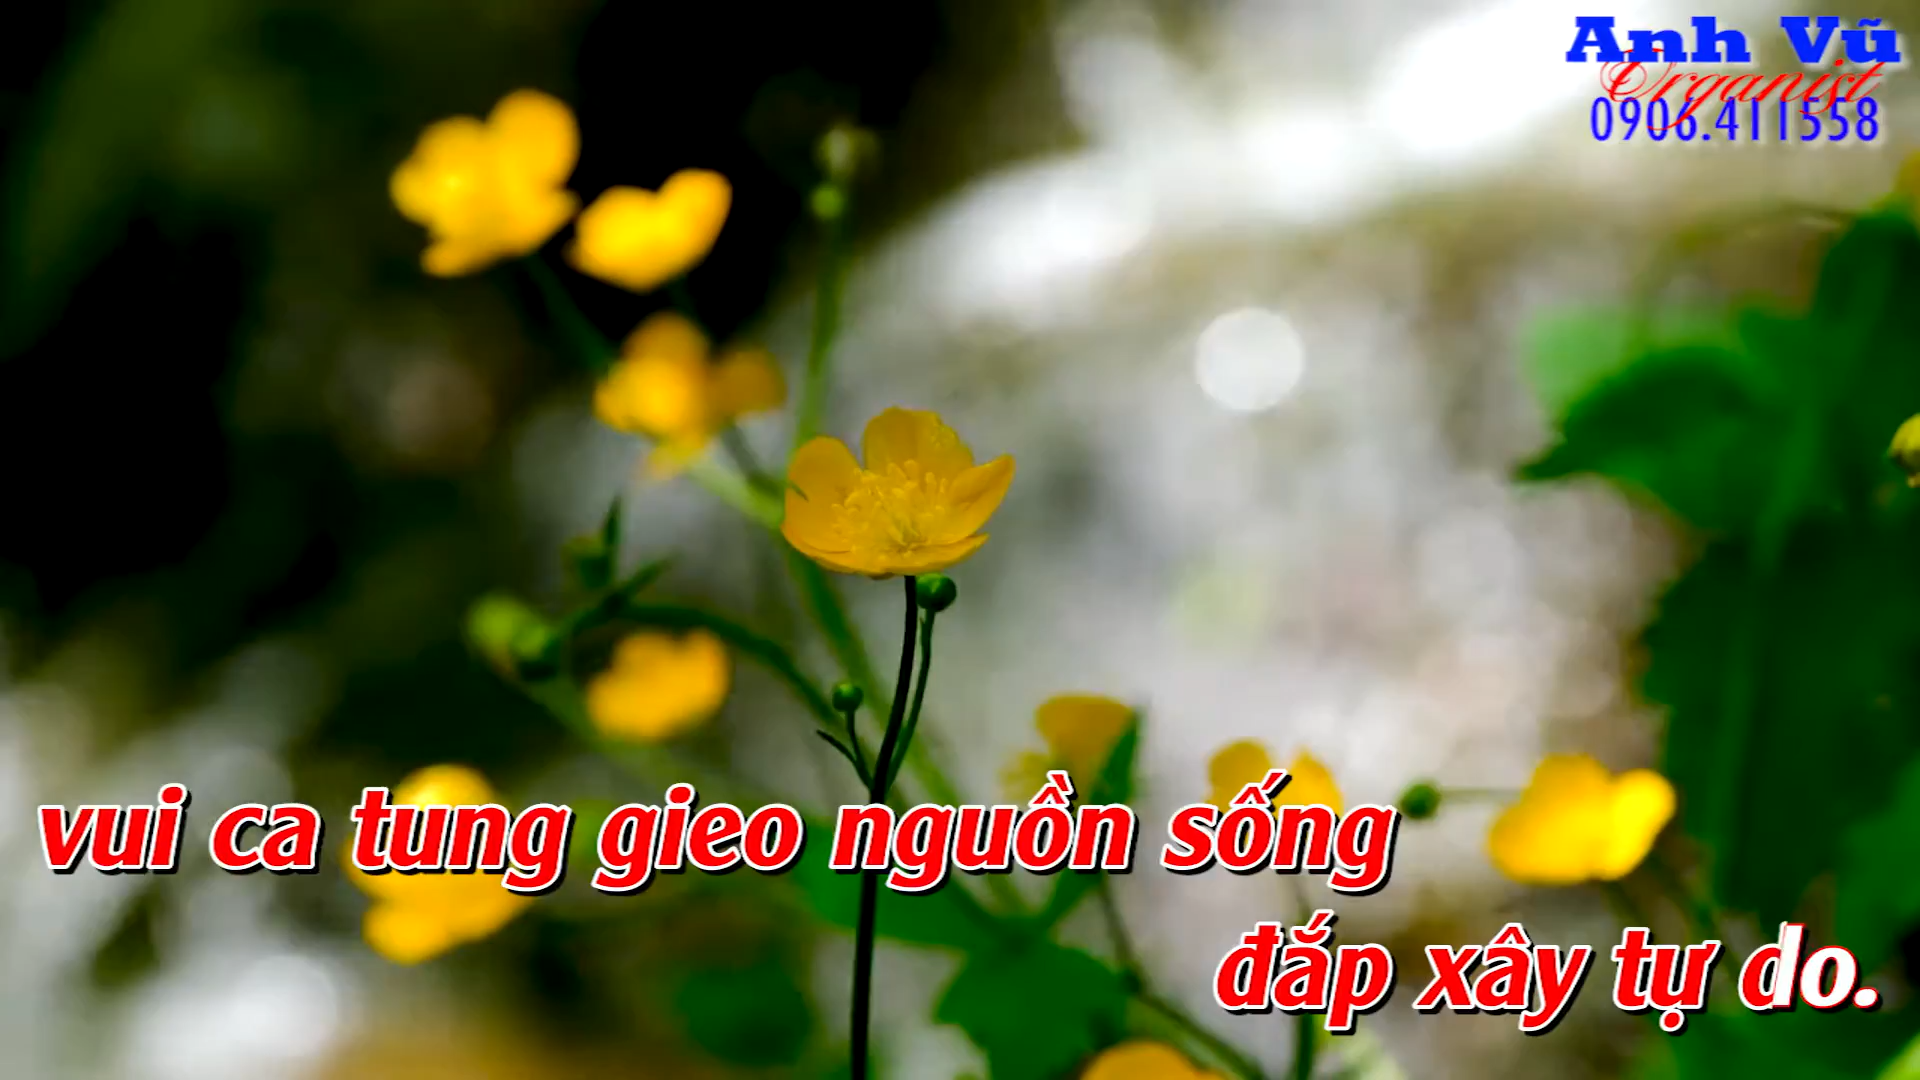 Anh Vũ
Organist
0906.411558
vui ca tung gieo nguồn sống
đắp xây tự do.